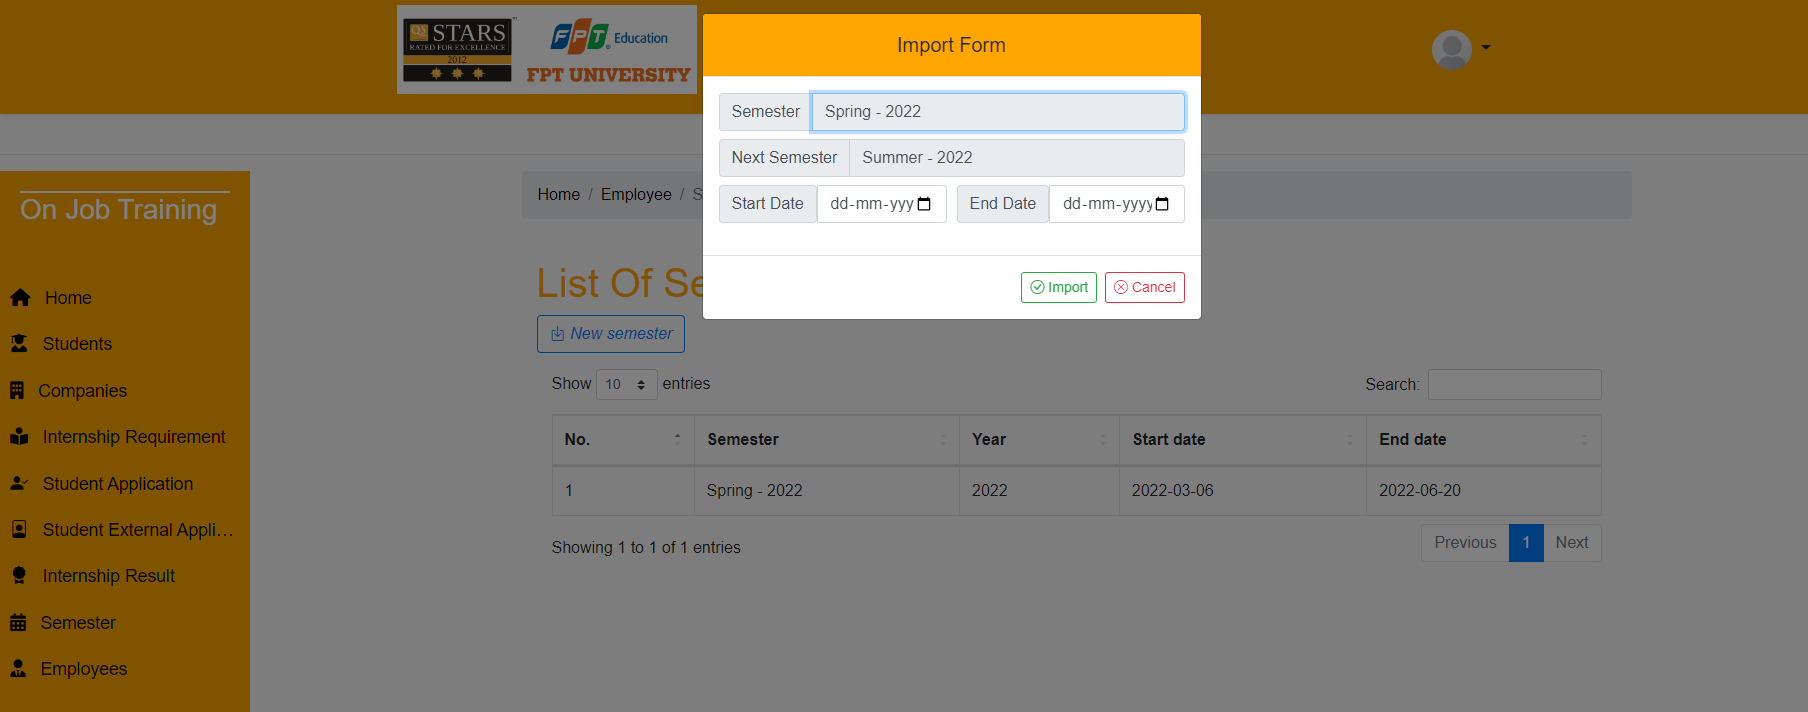 QS STARS™
RATED FOR EXCELLENCE
2012
FPT Education
FPT UNIVERSITY
Import Form
Semester Spring - 2022
Next Semester Summer - 2022
Start Date dd-mm-yyy End Date dd-mm-yyyy
Import Cancel
On Job Training
Home
Students
Companies
Internship Requirement
Student Application
Student External Appli...
Internship Result
Semester
Employees
Home / Employee / S
List Of Se
New semester
Show 10 entries
Search:
No. Semester Year Start date End date
1 Spring - 2022 2022 2022-03-06 2022-06-20
Showing 1 to 1 of 1 entries
Previous 1 Next